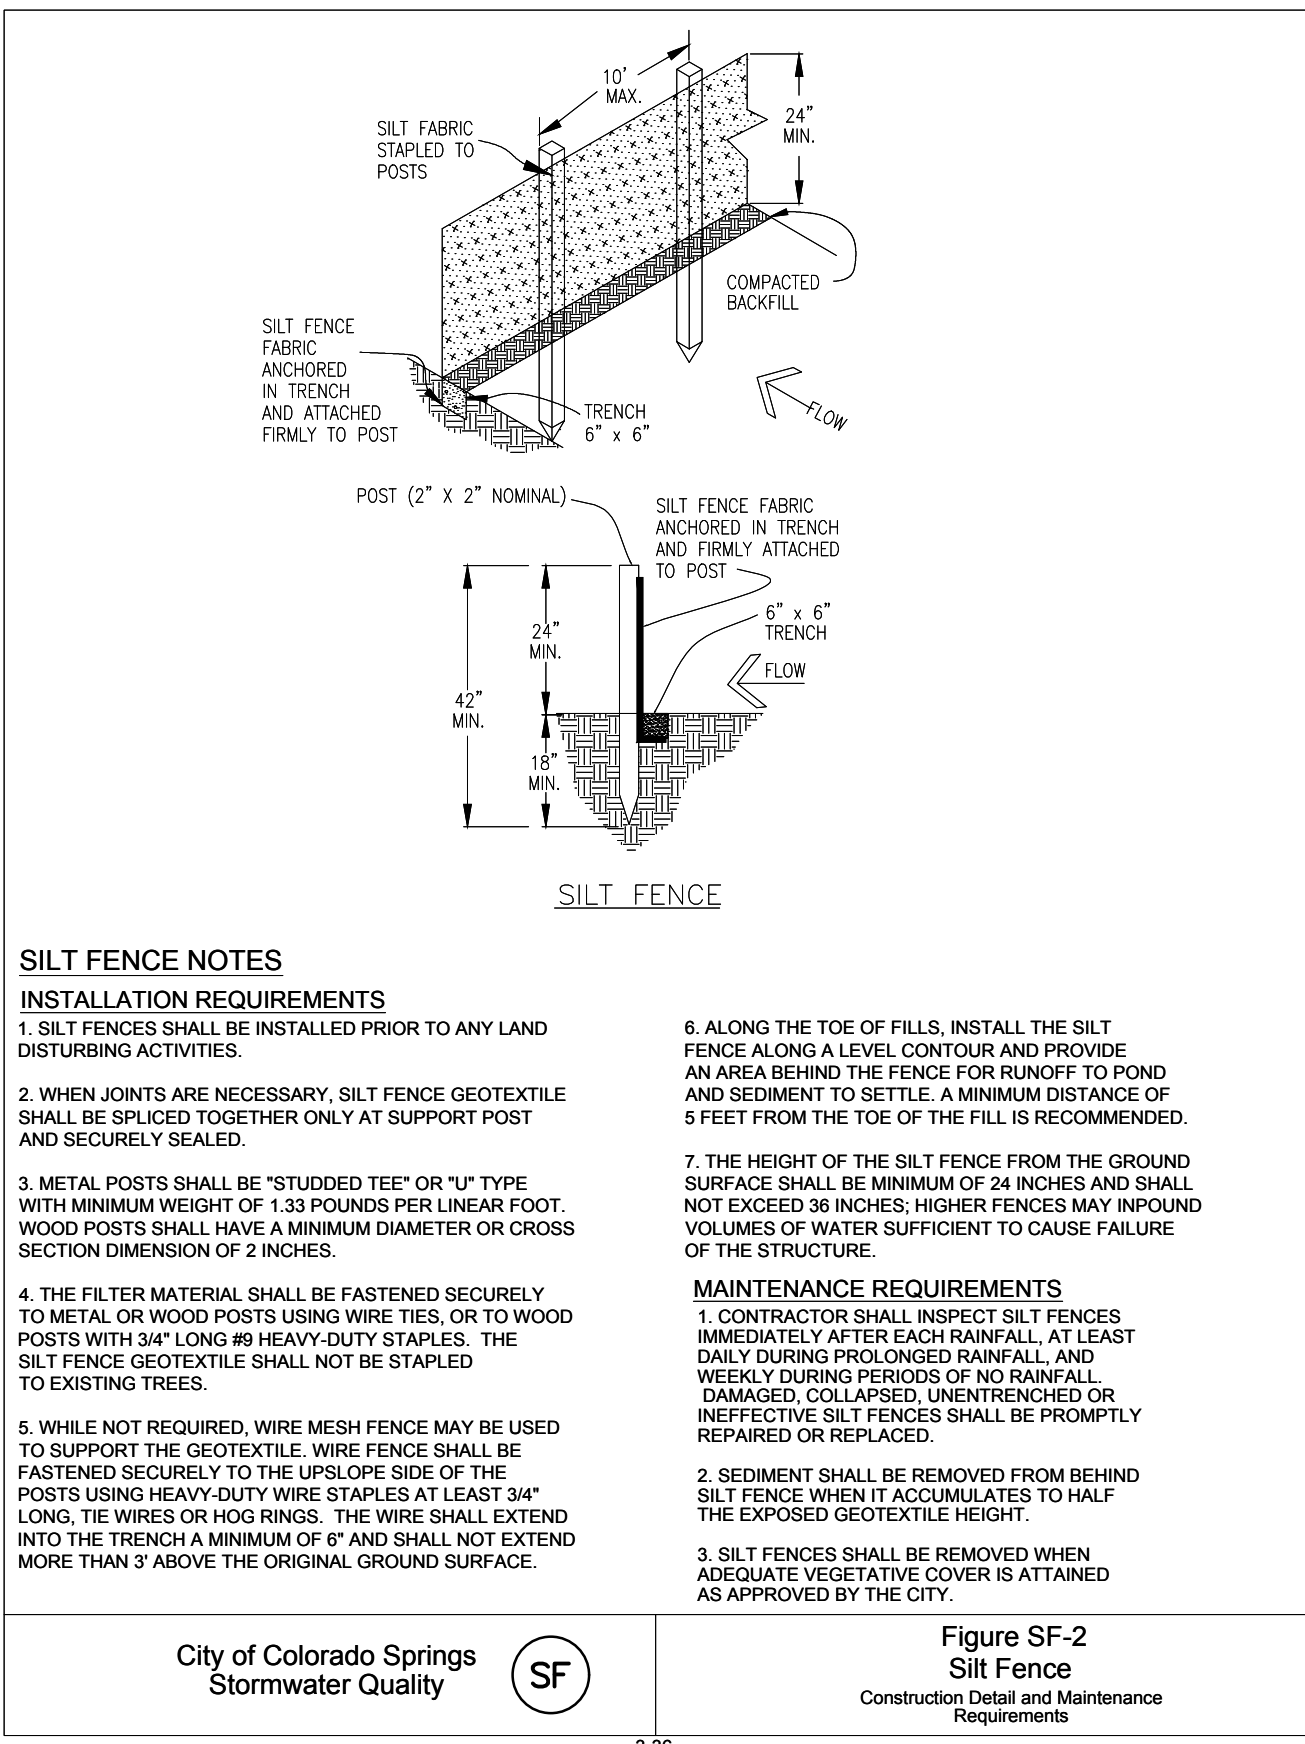 10'
MAX.
24"
MIN.
SILT FABRIC
STAPLED TO
POSTS
COMPACTED
BACKFILL
SILT FENCE
FABRIC
ANCHORED
IN TRENCH
AND ATTACHED
FIRMLY TO POST
TRENCH
6" x 6"
FLOW
POST (2" X 2" NOMINAL)
SILT FENCE FABRIC
ANCHORED IN TRENCH
AND FIRMLY ATTACHED
TO POST
6" x 6"
TRENCH
24"
MIN.
FLOW
42"
MIN.
18"
MIN.
SILT FENCE
SILT FENCE NOTES
INSTALLATION REQUIREMENTS
1. SILT FENCES SHALL BE INSTALLED PRIOR TO ANY LAND
DISTURBING ACTIVITIES.
2. WHEN JOINTS ARE NECESSARY, SILT FENCE GEOTEXTILE
SHALL BE SPLICED TOGETHER ONLY AT SUPPORT POST
AND SECURELY SEALED.
3. METAL POSTS SHALL BE "STUDDED TEE" OR "U" TYPE
WITH MINIMUM WEIGHT OF 1.33 POUNDS PER LINEAR FOOT.
WOOD POSTS SHALL HAVE A MINIMUM DIAMETER OR CROSS
SECTION DIMENSION OF 2 INCHES.
4. THE FILTER MATERIAL SHALL BE FASTENED SECURELY
TO METAL OR WOOD POSTS USING WIRE TIES, OR TO WOOD
POSTS WITH 3/4" LONG #9 HEAVY-DUTY STAPLES. THE
SILT FENCE GEOTEXTILE SHALL NOT BE STAPLED
TO EXISTING TREES.
5. WHILE NOT REQUIRED, WIRE MESH FENCE MAY BE USED
TO SUPPORT THE GEOTEXTILE. WIRE FENCE SHALL BE
FASTENED SECURELY TO THE UPSLOPE SIDE OF THE
POSTS USING HEAVY-DUTY WIRE STAPLES AT LEAST 3/4"
LONG, TIE WIRES OR HOG RINGS. THE WIRE SHALL EXTEND
INTO THE TRENCH A MINIMUM OF 6" AND SHALL NOT EXTEND
MORE THAN 3' ABOVE THE ORIGINAL GROUND SURFACE.
6. ALONG THE TOE OF FILLS, INSTALL THE SILT
FENCE ALONG A LEVEL CONTOUR AND PROVIDE
AN AREA BEHIND THE FENCE FOR RUNOFF TO POND
AND SEDIMENT TO SETTLE. A MINIMUM DISTANCE OF
5 FEET FROM THE TOE OF THE FILL IS RECOMMENDED.
7. THE HEIGHT OF THE SILT FENCE FROM THE GROUND
SURFACE SHALL BE MINIMUM OF 24 INCHES AND SHALL
NOT EXCEED 36 INCHES; HIGHER FENCES MAY INPOUND
VOLUMES OF WATER SUFFICIENT TO CAUSE FAILURE
OF THE STRUCTURE.
MAINTENANCE REQUIREMENTS
1. CONTRACTOR SHALL INSPECT SILT FENCES
IMMEDIATELY AFTER EACH RAINFALL, AT LEAST
DAILY DURING PROLONGED RAINFALL, AND
WEEKLY DURING PERIODS OF NO RAINFALL.
DAMAGED, COLLAPSED, UNENTRENCHED OR
INEFFECTIVE SILT FENCES SHALL BE PROMPTLY
REPAIRED OR REPLACED.
2. SEDIMENT SHALL BE REMOVED FROM BEHIND
SILT FENCE WHEN IT ACCUMULATES TO HALF
THE EXPOSED GEOTEXTILE HEIGHT.
3. SILT FENCES SHALL BE REMOVED WHEN
ADEQUATE VEGETATIVE COVER IS ATTAINED
AS APPROVED BY THE CITY.
City of Colorado Springs
Stormwater Quality
SF
Figure SF-2
Silt Fence
Construction Detail and Maintenance
Requirements